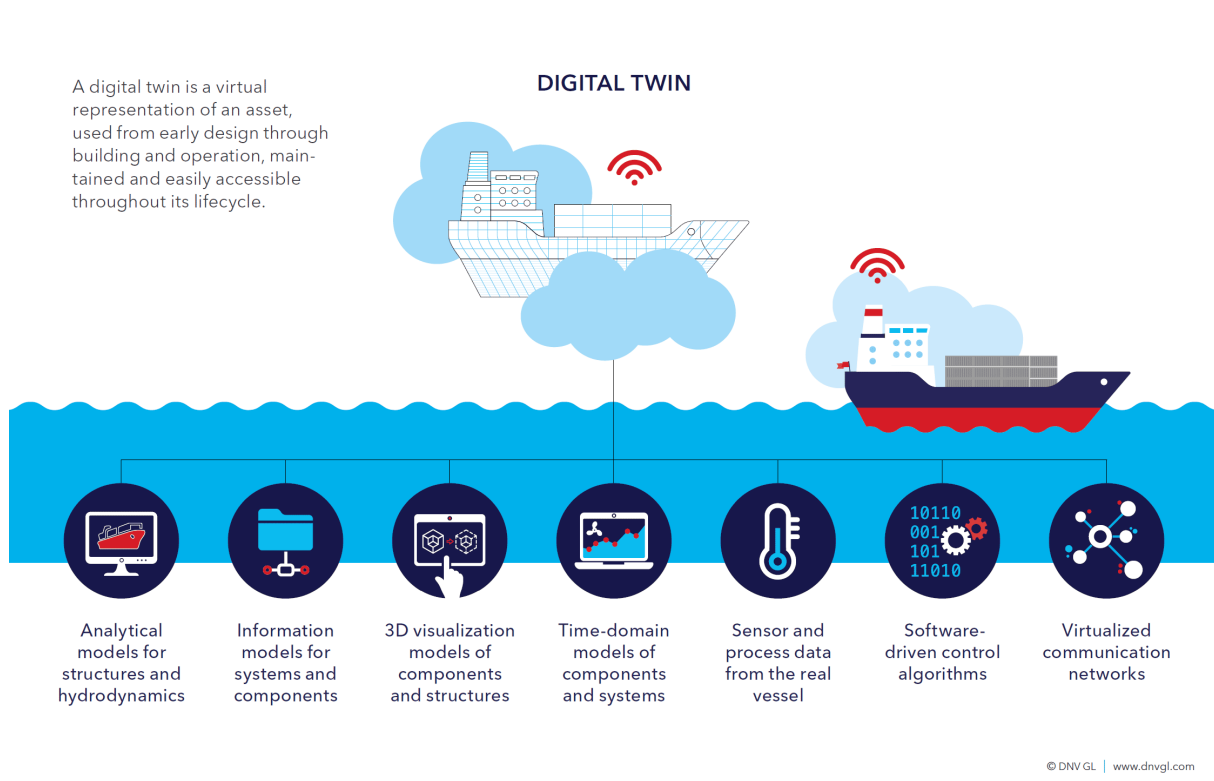 A digital twin is a virtual
representation of an asset,
used from early design through
building and operation, main-
tained and easily accessible
throughout its lifecycle.
DIGITAL TWIN
10110
001
101
11010
Analytical
models for
structures and
hydrodynamics
Information
models for
systems and
components
3D visualization
models of
components
and structures
Time-domain
models of
components
and systems
Sensor and
process data
from the real
vessel
Software-
driven control
algorithms
Virtualized
communication
networks
© DNV GL | www.dnvgl.com